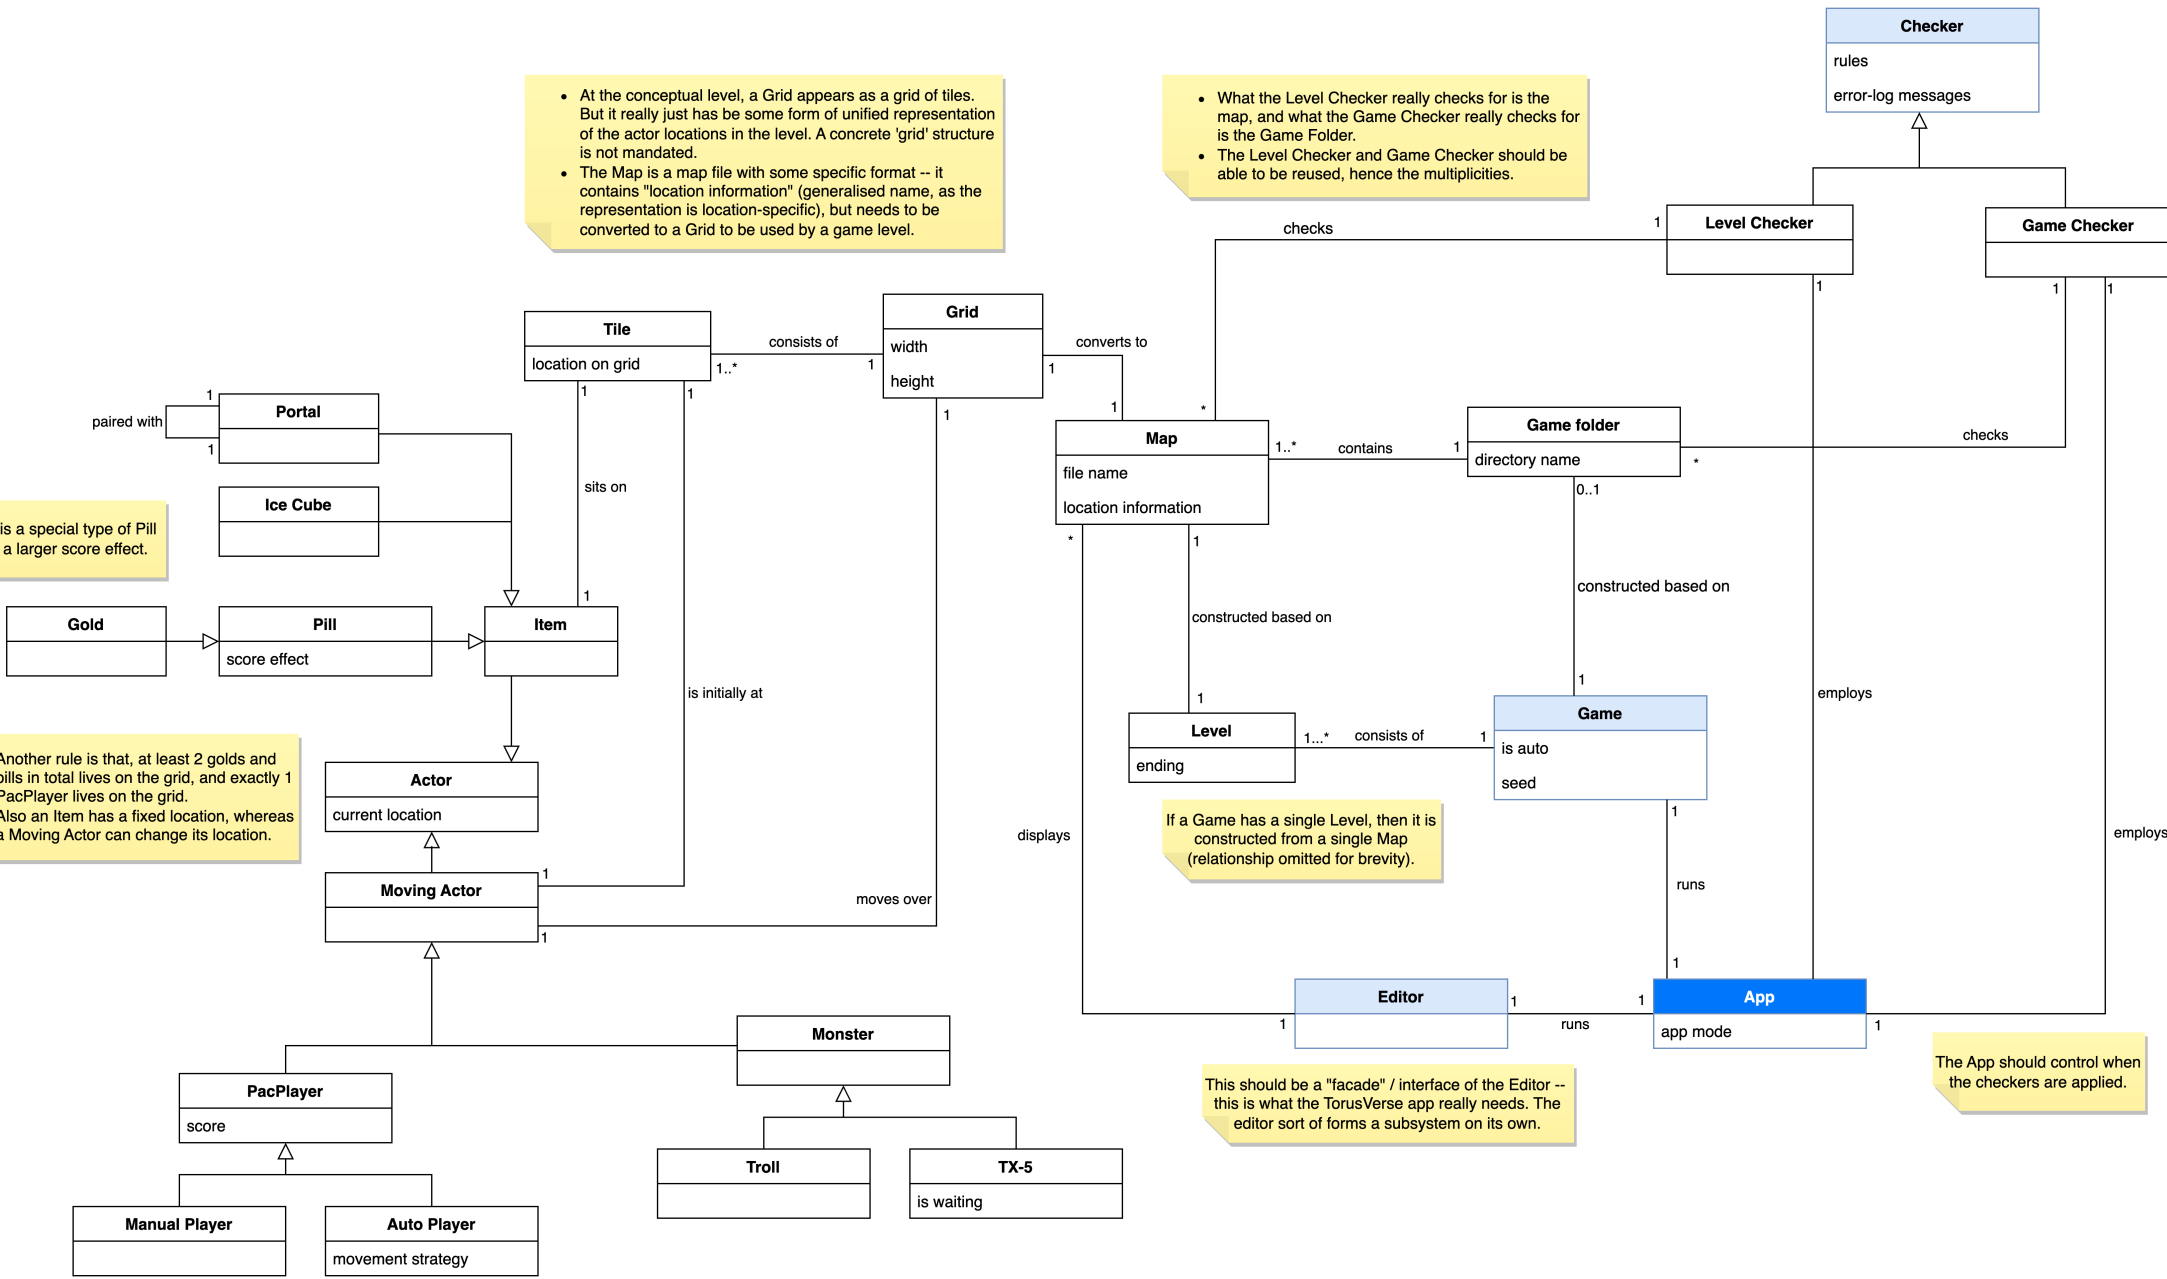 Checker
rules
error-log messages
• At the conceptual level, a Grid appears as a grid of tiles.
But it really just has be some form of unified representation
of the actor locations in the level. A concrete 'grid' structure
is not mandated.
• The Map is a map file with some specific format -- it
contains "location information" (generalised name, as the
representation is location-specific), but needs to be
converted to a Grid to be used by a game level.
• What the Level Checker really checks for is the
map, and what the Game Checker really checks for
is the Game Folder.
• The Level Checker and Game Checker should be
able to be reused, hence the multiplicities.
checks
1
Level Checker
1
Game Checker
1
1
Tile
location on grid
1..*
consists of
1
1
1
Grid
width
height
1
1
converts to
1
*
Map
file name
location information
1..*
contains
1
Game folder
directory name
*
checks
0..1
Portal
1
paired with
1
Ice Cube
sits on
1
is a special type of Pill
a larger score effect.
Gold
Pill
score effect
Item
is initially at
*
displays
1
constructed based on
1
constructed based on
1
employs
employs
Level
ending
1...*
consists of
1
Game
is auto
seed
1
runs
1
Another rule is that, at least 2 golds and
pills in total lives on the grid, and exactly 1
PacPlayer lives on the grid.
Also an Item has a fixed location, whereas
a Moving Actor can change its location.
Actor
current location
If a Game has a single Level, then it is
constructed from a single Map
(relationship omitted for brevity).
Moving Actor
1
1
moves over
1
Editor
1
runs
1
App
app mode
1
This should be a "facade" / interface of the Editor --
this is what the TorusVerse app really needs. The
editor sort of forms a subsystem on its own.
The App should control when
the checkers are applied.
Monster
PacPlayer
score
Troll
TX-5
is waiting
Manual Player
Auto Player
movement strategy